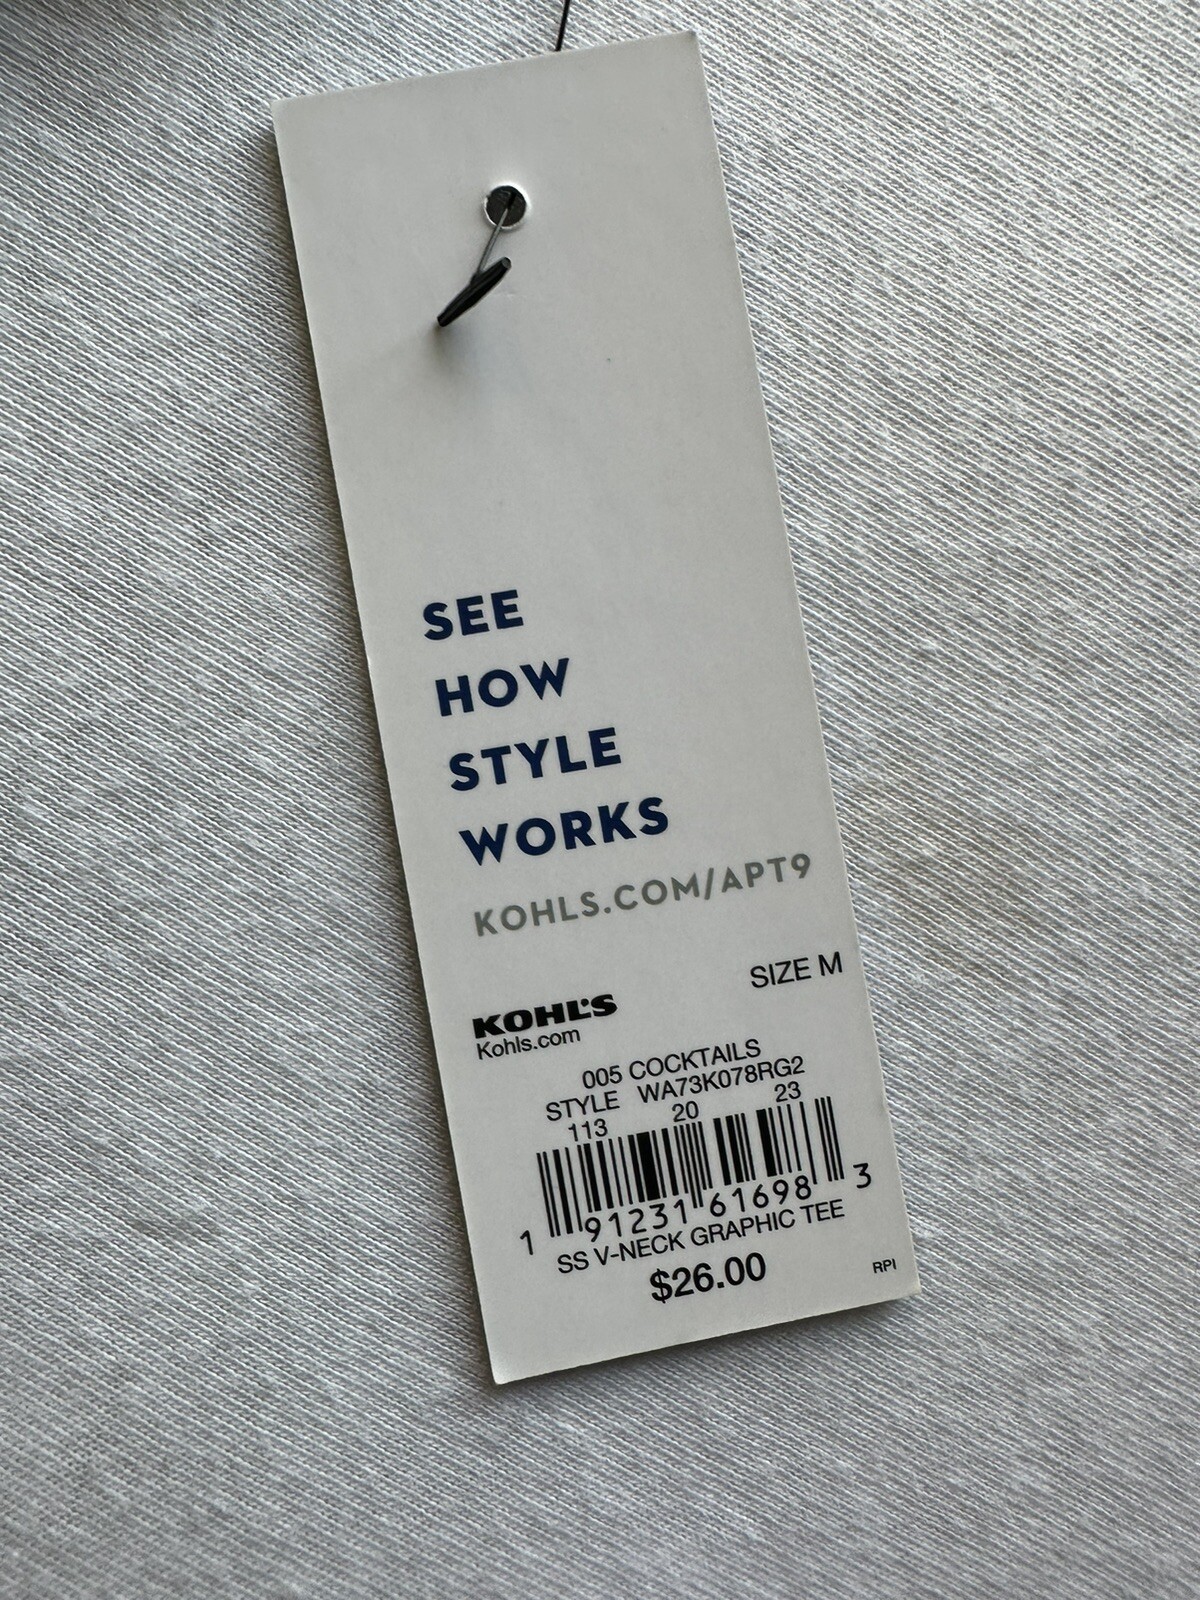 SEE
HOW
STYLE
WORKS
KOHLS.COM/APT9
SIZE M
KOHL'S
Kohls.com
005 COCKTAILS
STYLE WA73K078RG2
113 20 23
1 91231 61698 3
SS V-NECK GRAPHIC TEE
$26.00
RPI